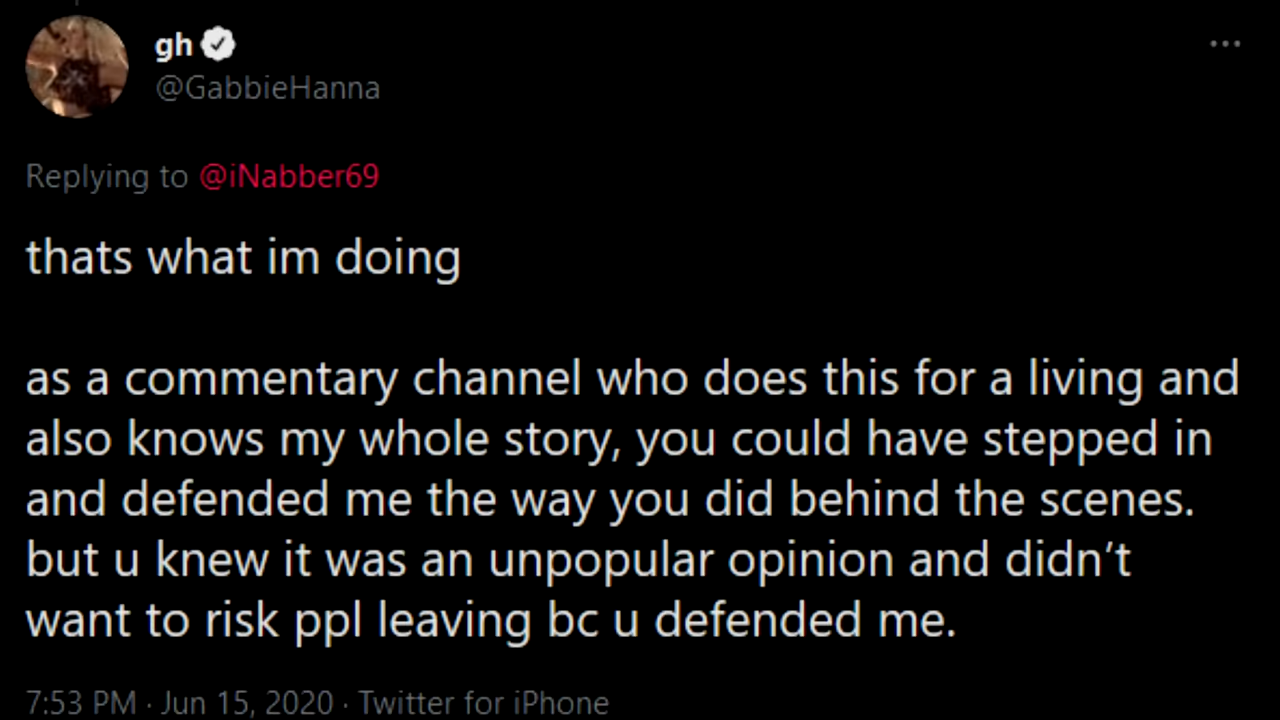 gh
@GabbieHanna
Replying to @iNabber69
thats what im doing
as a commentary channel who does this for a living and
also knows my whole story, you could have stepped in
and defended me the way you did behind the scenes.
but u knew it was an unpopular opinion and didn’t
want to risk ppl leaving bc u defended me.
7:53 PM · Jun 15, 2020 · Twitter for iPhone